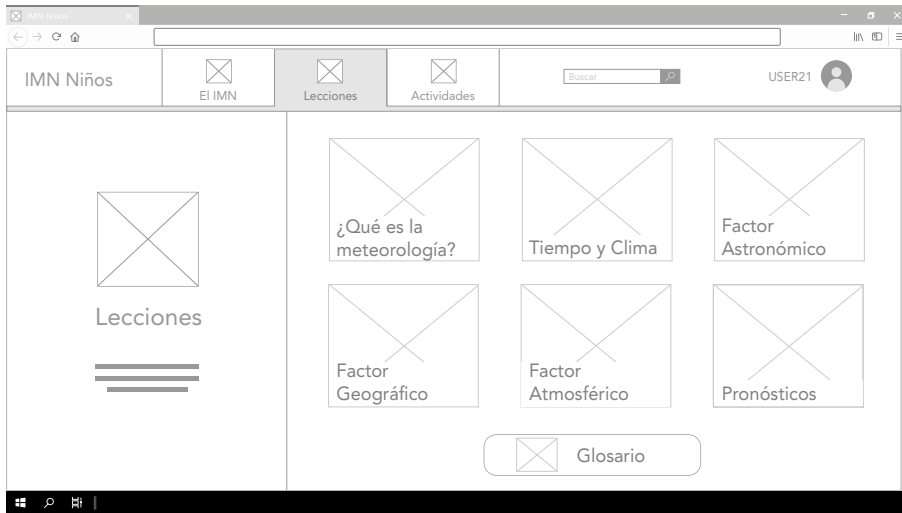 IMN Niños
IMN Niños
El IMN
Lecciones
Actividades
Buscar
USER21
Lecciones
¿Qué es la
meteorología?
Tiempo y Clima
Factor
Astronómico
Factor
Geográfico
Factor
Atmosférico
Pronósticos
Glosario